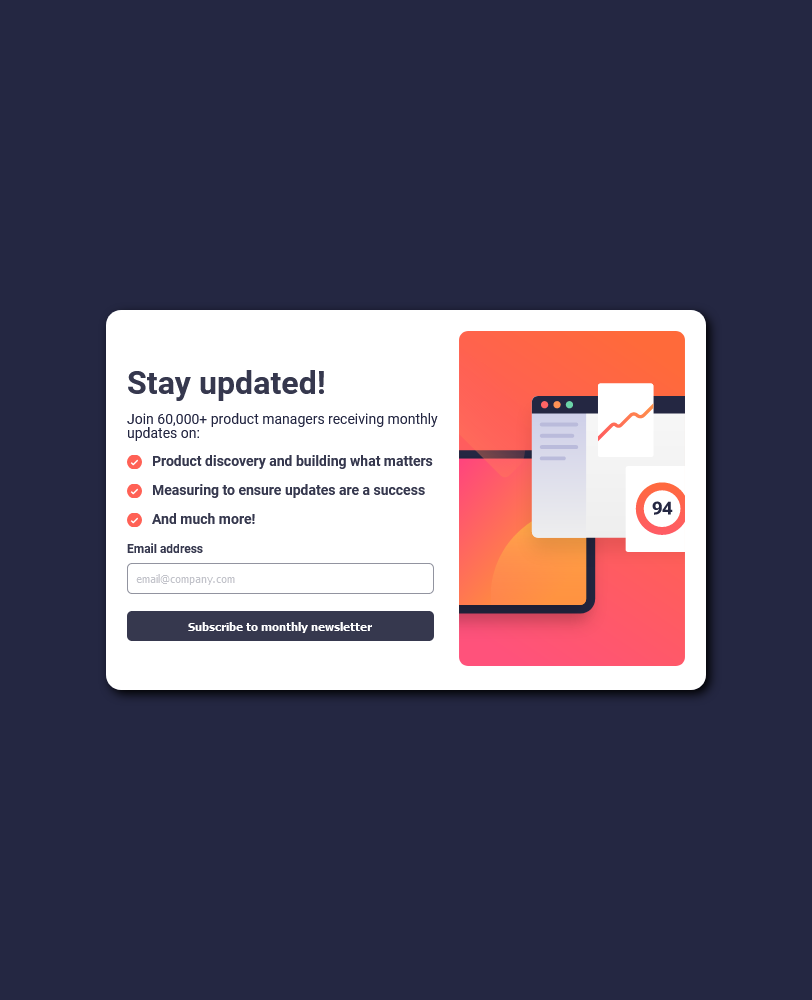 Stay updated!
Join 60,000+ product managers receiving monthly
updates on:
Product discovery and building what matters
Measuring to ensure updates are a success
And much more!
Email address
email@company.com
Subscribe to monthly newsletter
94